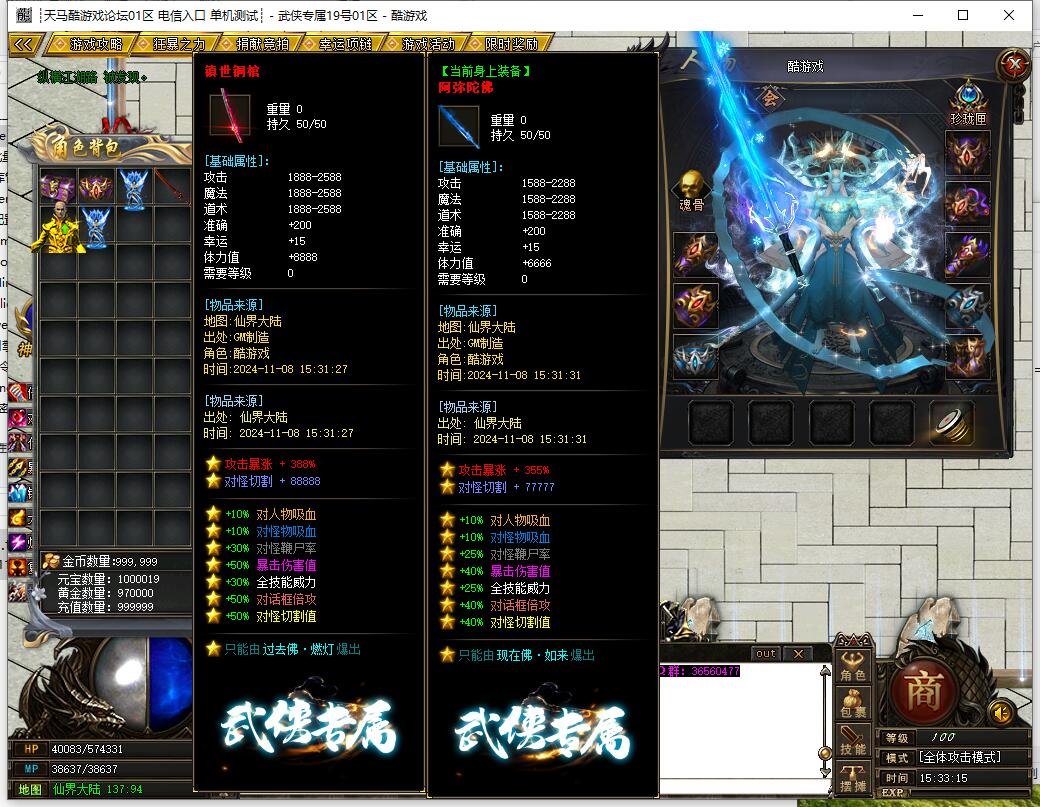 天马酷游戏论坛01区 电信入口 单机测试 - 武侠专属19号01区 - 酷游戏
游戏攻略
狂暴之力
捐献竞拍
幸运项链
游戏活动
限时奖励
角色背包
金币数量:999,999
元宝数量: 1000019
黄金数量: 970000
充值数量: 999999
HP 40083/574331
MP 38637/38637
地图 仙界大陆 137:94
镇世铜棺
重量 0
持久 50/50
[基础属性]:
攻击 1888-2588
魔法 1888-2588
道术 1888-2588
准确 +200
幸运 +15
体力值 +8888
需要等级 0
[物品来源]
地图:仙界大陆
出处:GM制造
角色:酷游戏
时间:2024-11-08 15:31:27
[物品来源]
出处: 仙界大陆
时间: 2024-11-08 15:31:27
攻击暴涨 + 388%
对怪切割 + 88888
+10% 对人物吸血
+10% 对怪物吸血
+30% 对怪鞭尸率
+50% 暴击伤害值
+30% 全技能威力
+50% 对话框倍攻
+50% 对怪切割值
只能由过去佛·燃灯爆出
武侠专属
【当前身上装备】
阿弥陀佛
重量 0
持久 50/50
[基础属性]:
攻击 1588-2288
魔法 1588-2288
道术 1588-2288
准确 +200
幸运 +15
体力值 +6666
需要等级 0
[物品来源]
地图:仙界大陆
出处:GM制造
角色:酷游戏
时间:2024-11-08 15:31:31
[物品来源]
出处: 仙界大陆
时间: 2024-11-08 15:31:31
攻击暴涨 + 355%
对怪切割 + 77777
+10% 对人物吸血
+10% 对怪物吸血
+25% 对怪鞭尸率
+40% 暴击伤害值
+25% 全技能威力
+40% 对话框倍攻
+40% 对怪切割值
只能由现在佛·如来爆出
武侠专属
酷游戏
会
珍珑匣
魂骨
out
群: 36560477
角色
包裹
技能
摆摊
商
等级 100
模式 [全体攻击模式]
时间 15:33:15
EXP